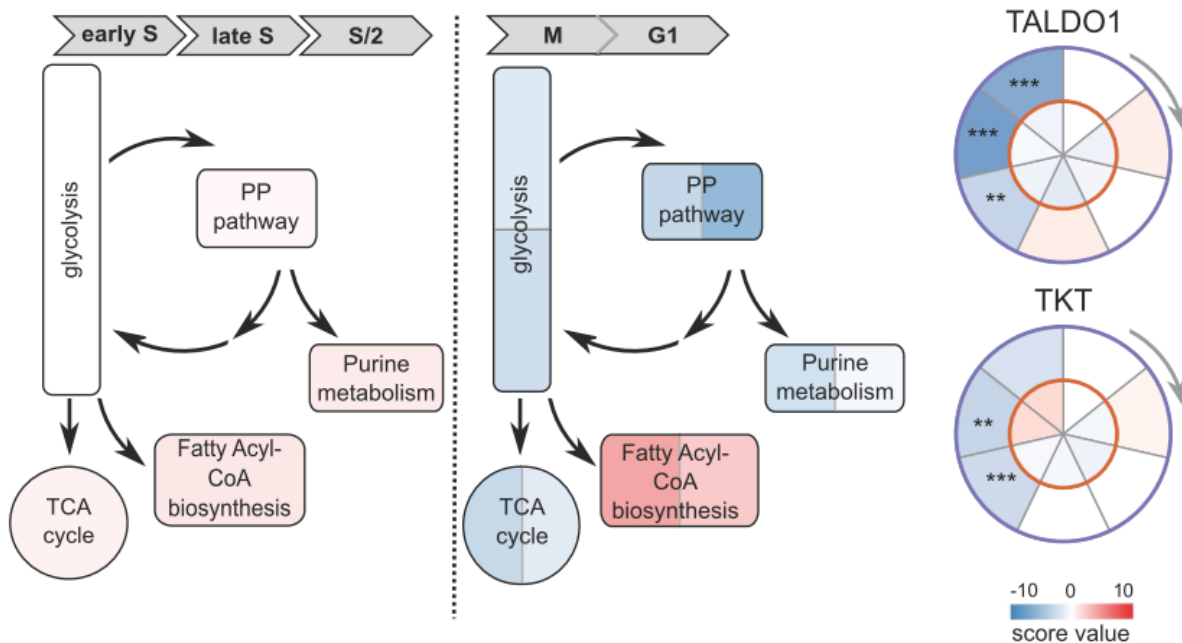 early S
late S
S/2
glycolysis
PP
pathway
Purine
metabolism
Fatty Acyl-
CoA
biosynthesis
TCA
cycle
M
G1
glycolysis
PP
pathway
Purine
metabolism
Fatty Acyl-
CoA
biosynthesis
TCA
cycle
TALDO1
***
***
**
TKT
**
***
-10 0 10
score value